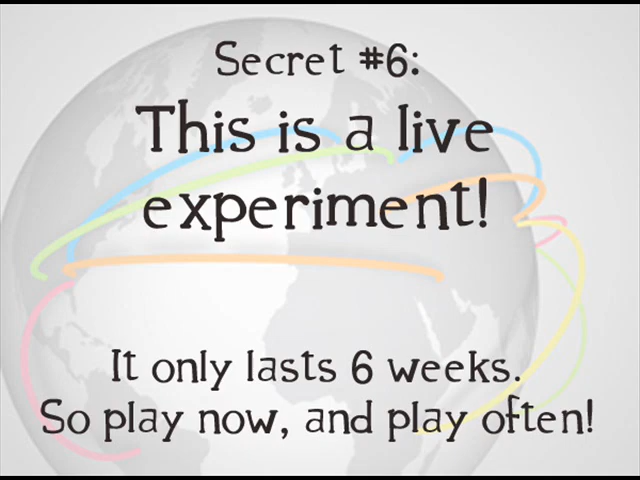 Secret #6:
This is a live
experiment!
It only lasts 6 weeks.
So play now, and play often!